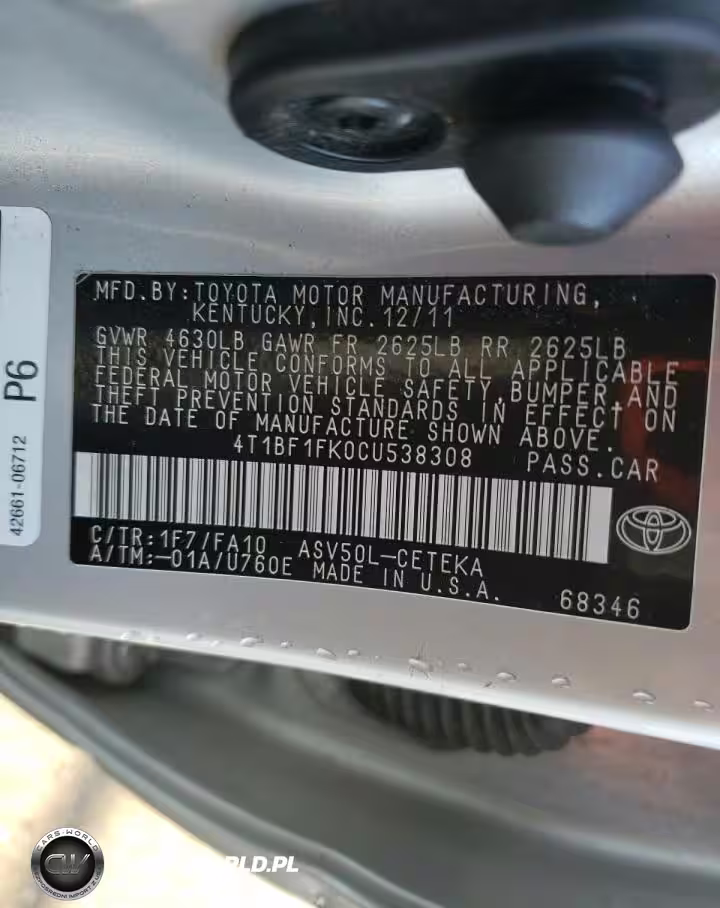 P6
42661-06712
MFD.BY:TOYOTA MOTOR MANUFACTURING,
KENTUCKY,INC.12/11
GVWR 4630LB GAWR FR 2625LB RR 2625LB
THIS VEHICLE CONFORMS TO ALL APPLICABLE
FEDERAL MOTOR VEHICLE SAFETY,BUMPER,AND
THEFT PREVENTION STANDARDS IN EFFECT ON
THE DATE OF MANUFACTURE SHOWN ABOVE.
4T1BF1FK0CU538308 PASS.CAR
C/TR:1F7/FA10 ASV50L-CETEKA
A/TM:-01A/U760E MADE IN U.S.A.
68346
CARS-WORLD
CW